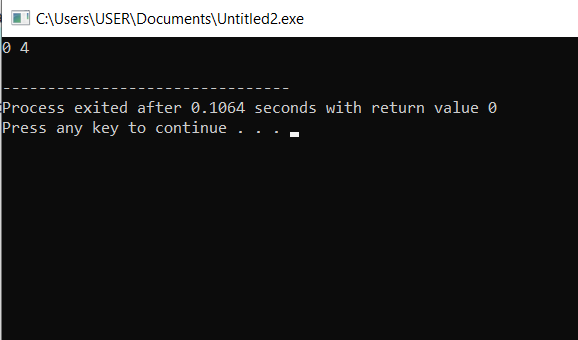 C:\Users\USER\Documents\Untitled2.exe
0 4
--------------------------------
Process exited after 0.1064 seconds with return value 0
Press any key to continue . . .